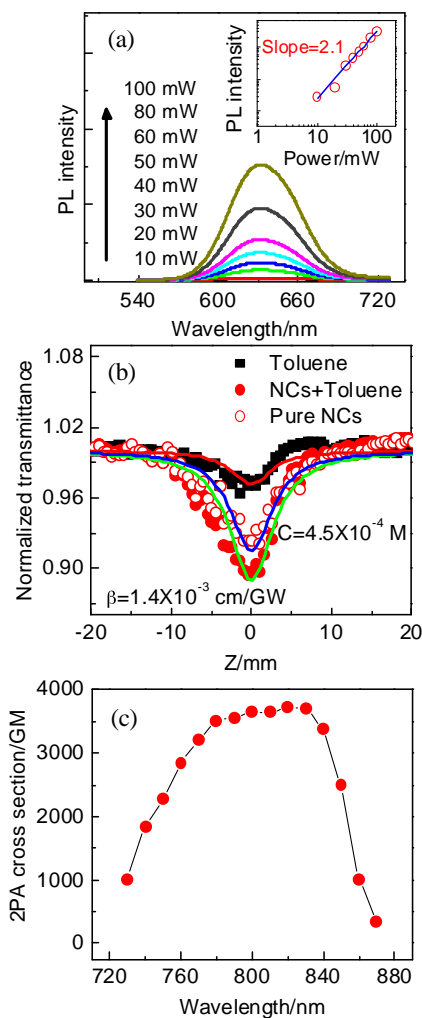 (a)
100 mW
80 mW
60 mW
50 mW
40 mW
30 mW
20 mW
10 mW
PL intensity
540 600 660 720
Wavelength/nm
Slope=2.1
PL intensity
1 10 100
Power/mW
(b)
Toluene
NCs+Toluene
Pure NCs
1.08
1.02
0.96
0.90
Normalized transmittance
C=4.5X10⁻⁴ M
β=1.4X10⁻³ cm/GW
-20 -10 0 10 20
Z/mm
(c)
4000
3000
2000
1000
0
2PA cross section/GM
720 760 800 840 880
Wavelength/nm